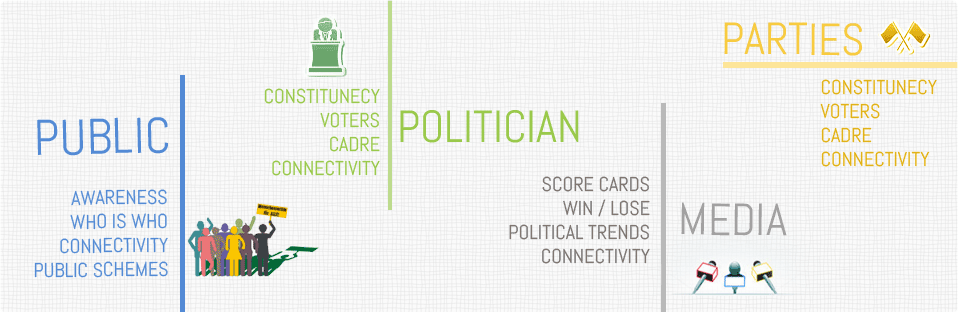 PUBLIC
AWARENESS
WHO IS WHO
CONNECTIVITY
PUBLIC SCHEMES
CONSTITUNECY
VOTERS
CADRE
CONNECTIVITY
POLITICIAN
SCORE CARDS
WIN / LOSE
POLITICAL TRENDS
CONNECTIVITY
MEDIA
PARTIES
CONSTITUNECY
VOTERS
CADRE
CONNECTIVITY